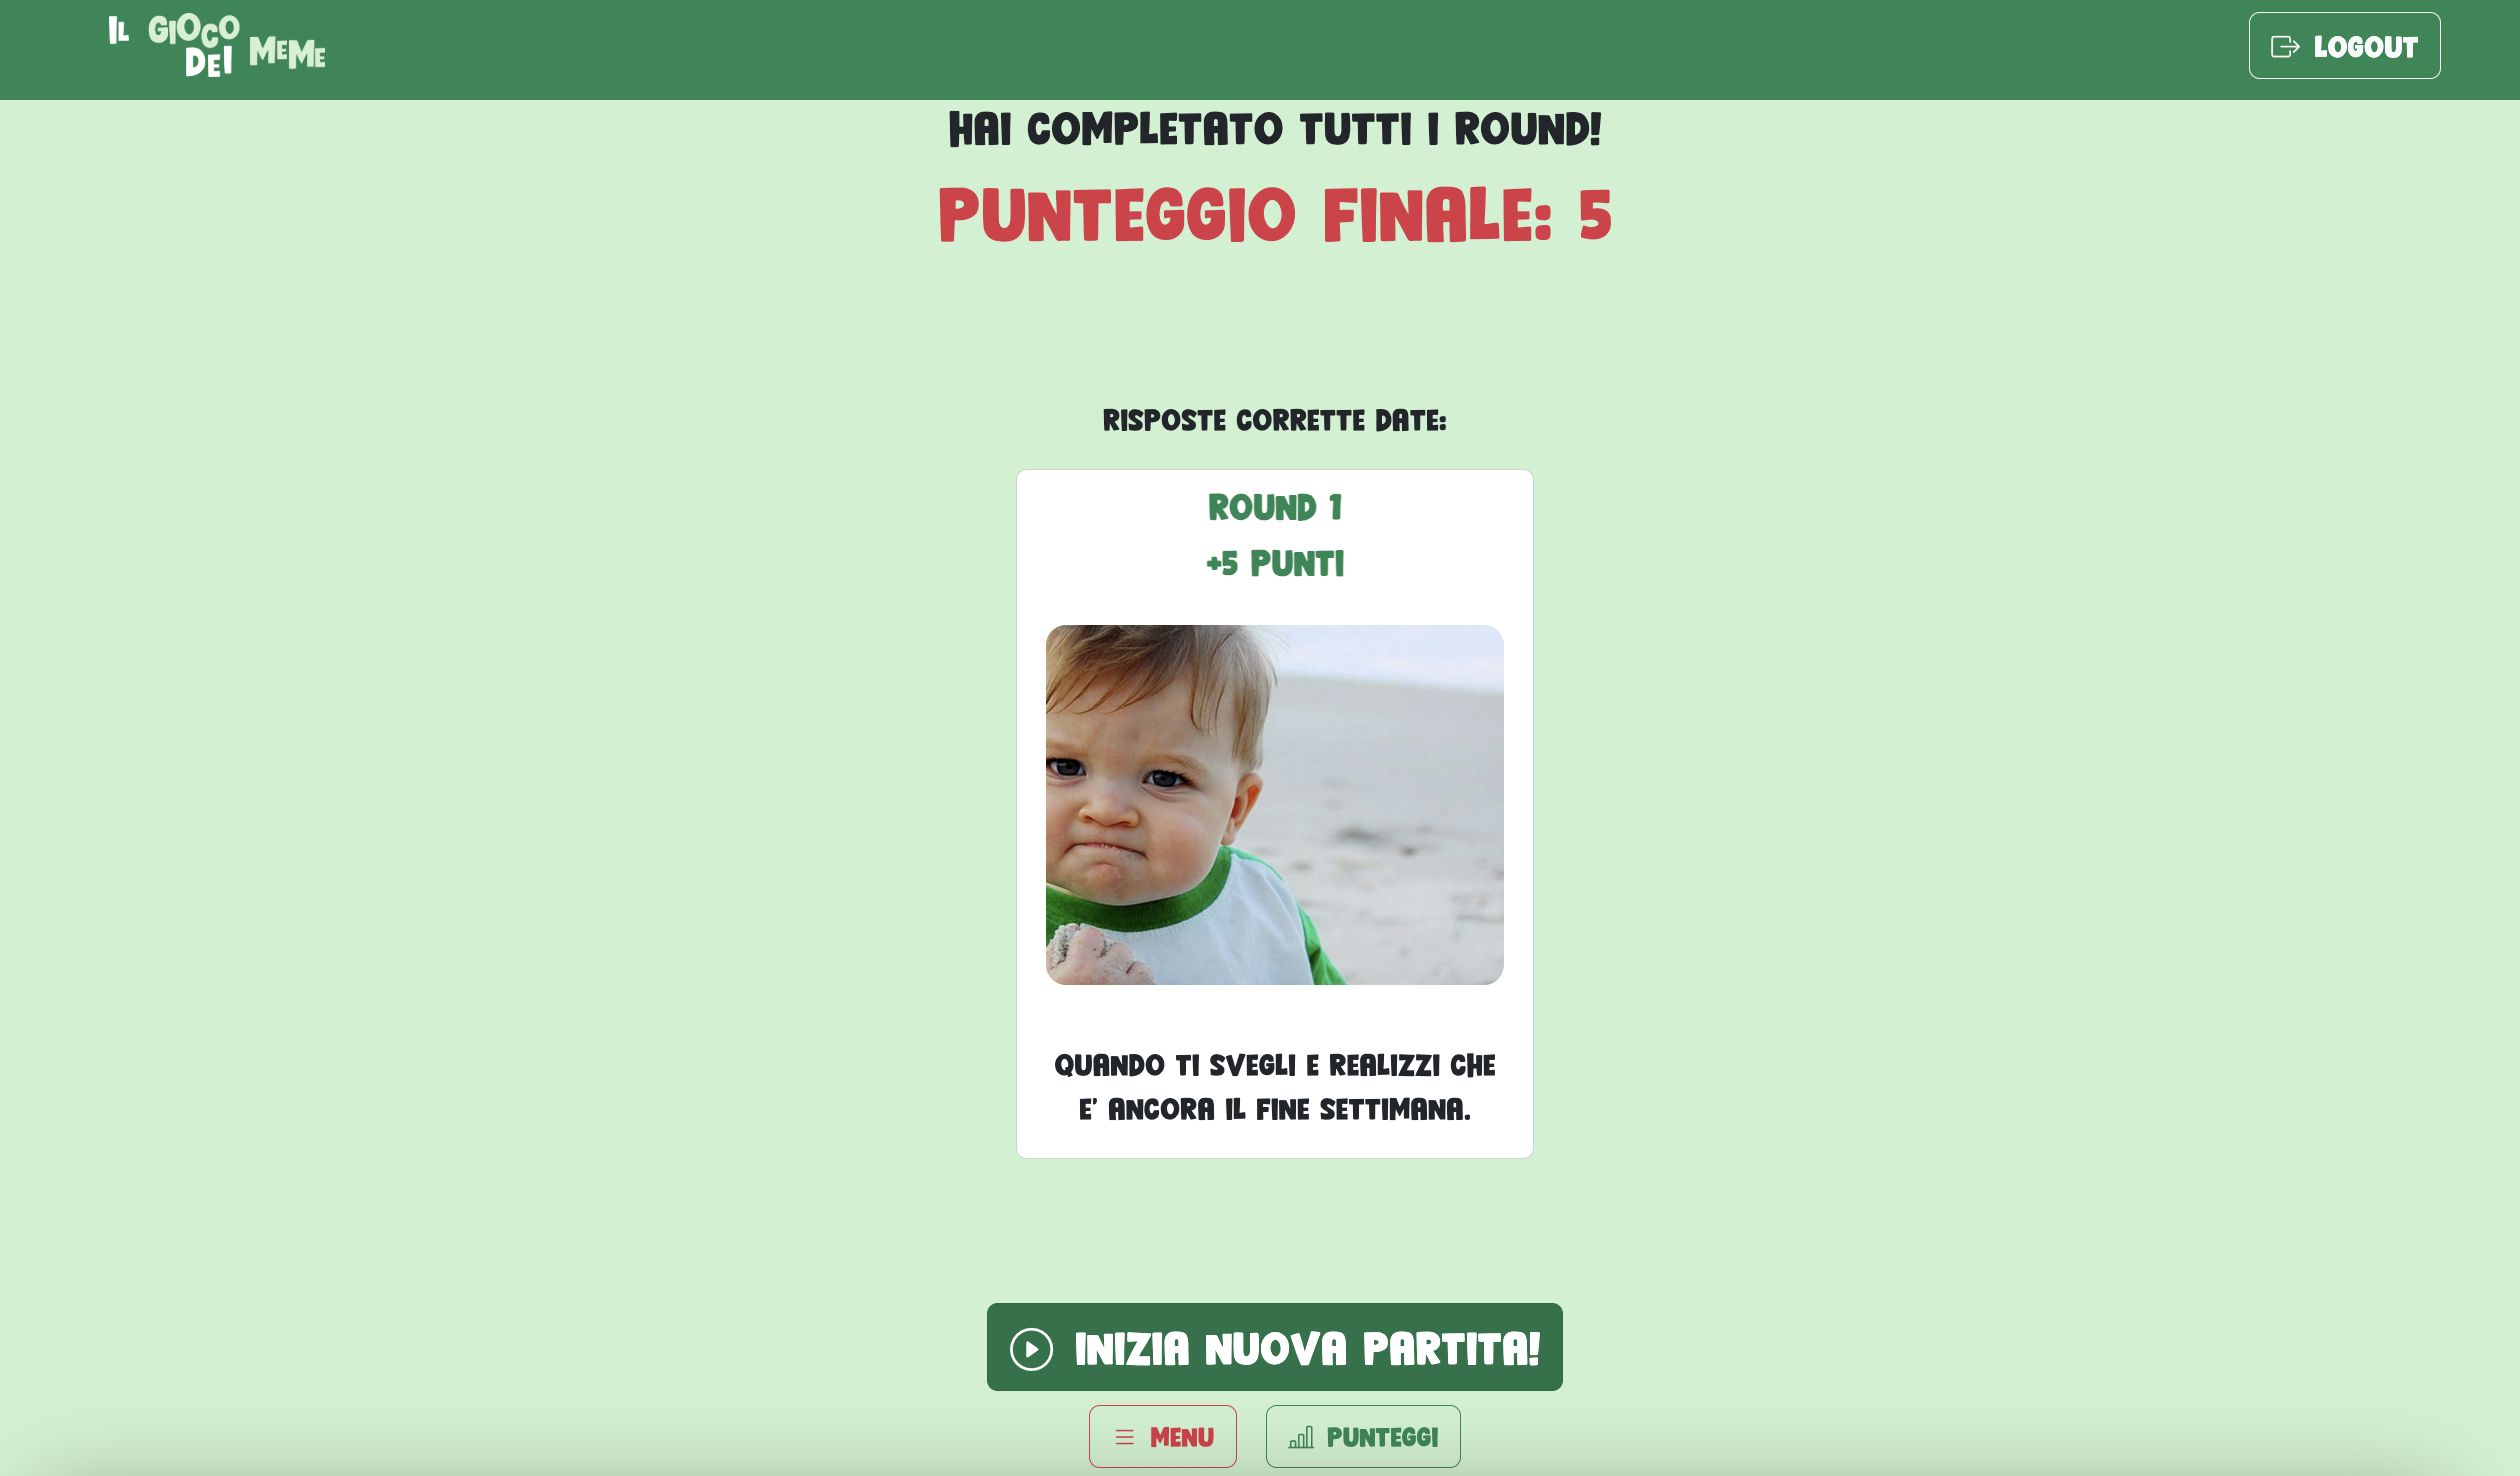 IL GIOCO
DEI MEME
LOGOUT
HAI COMPLETATO TUTTI I ROUND!
PUNTEGGIO FINALE: 5
RISPOSTE CORRETTE DATE:
ROUND 1
+5 PUNTI
QUANDO TI SVEGLI E REALIZZI CHE
E' ANCORA IL FINE SETTIMANA.
INIZIA NUOVA PARTITA!
MENU
PUNTEGGI